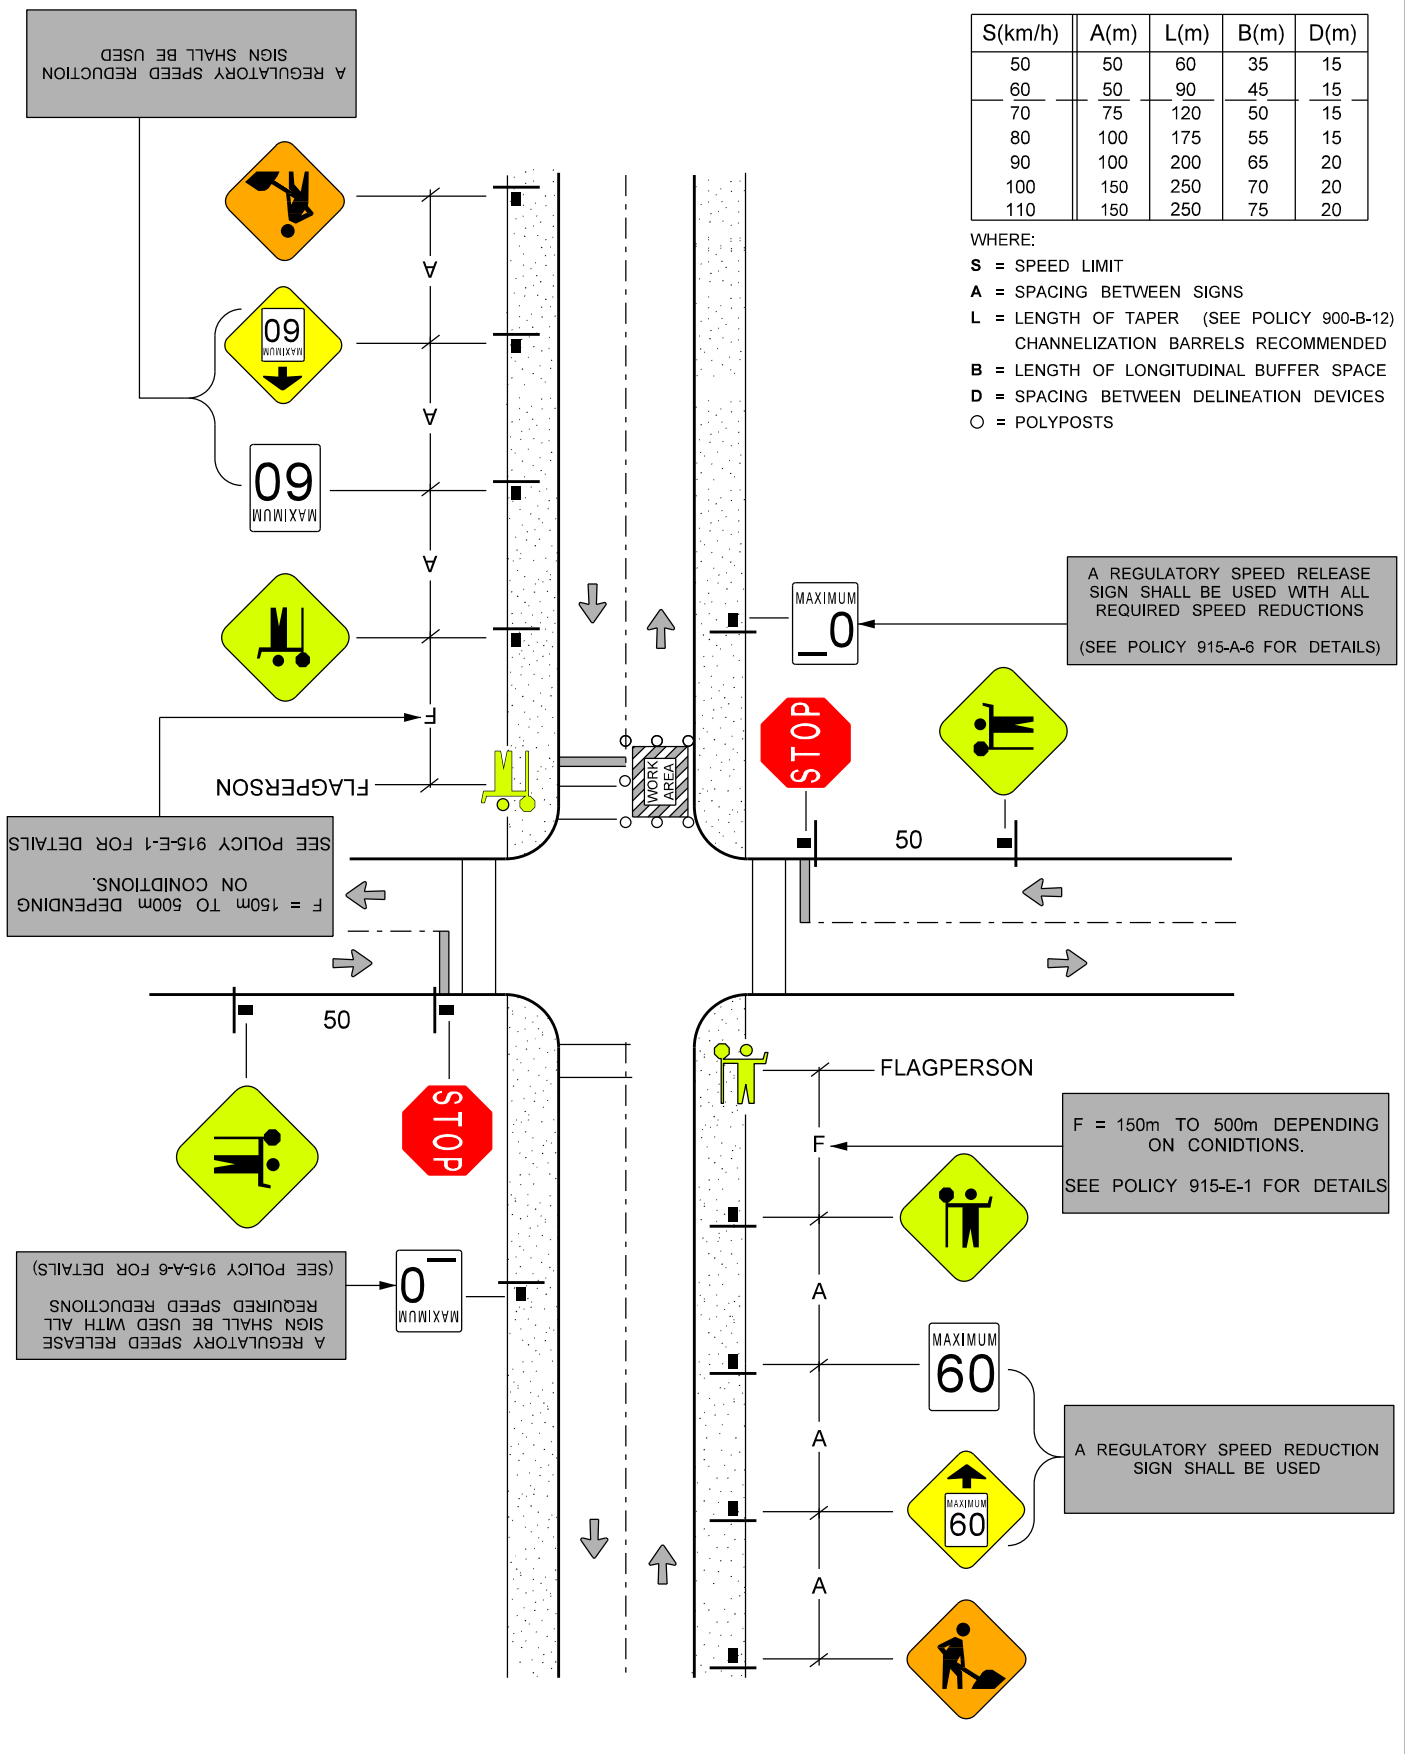 A REGULATORY SPEED REDUCTION
SIGN SHALL BE USED
S(km/h) A(m) L(m) B(m) D(m)
50 50 60 35 15
60 50 90 45 15
70 75 120 50 15
80 100 175 55 15
90 100 200 65 20
100 150 250 70 20
110 150 250 75 20
WHERE:
S = SPEED LIMIT
A = SPACING BETWEEN SIGNS
L = LENGTH OF TAPER (SEE POLICY 900-B-12)
CHANNELIZATION BARRELS RECOMMENDED
B = LENGTH OF LONGITUDINAL BUFFER SPACE
D = SPACING BETWEEN DELINEATION DEVICES
= POLYPOSTS
A
MAXIMUM
60
A
MAXIMUM
60
A
A REGULATORY SPEED RELEASE
SIGN SHALL BE USED WITH ALL
REQUIRED SPEED REDUCTIONS
(SEE POLICY 915-A-6 FOR DETAILS)
MAXIMUM
_0
F
STOP
FLAGPERSON
WORK
AREA
F = 150m TO 500m DEPENDING
ON CONIDTIONS.
SEE POLICY 915-E-1 FOR DETAILS
50
50
STOP
FLAGPERSON
F
F = 150m TO 500m DEPENDING
ON CONIDTIONS.
SEE POLICY 915-E-1 FOR DETAILS
A REGULATORY SPEED RELEASE
SIGN SHALL BE USED WITH ALL
REQUIRED SPEED REDUCTIONS
(SEE POLICY 915-A-6 FOR DETAILS)
MAXIMUM
_0
A
MAXIMUM
60
A
A REGULATORY SPEED REDUCTION
SIGN SHALL BE USED
MAXIMUM
60
A